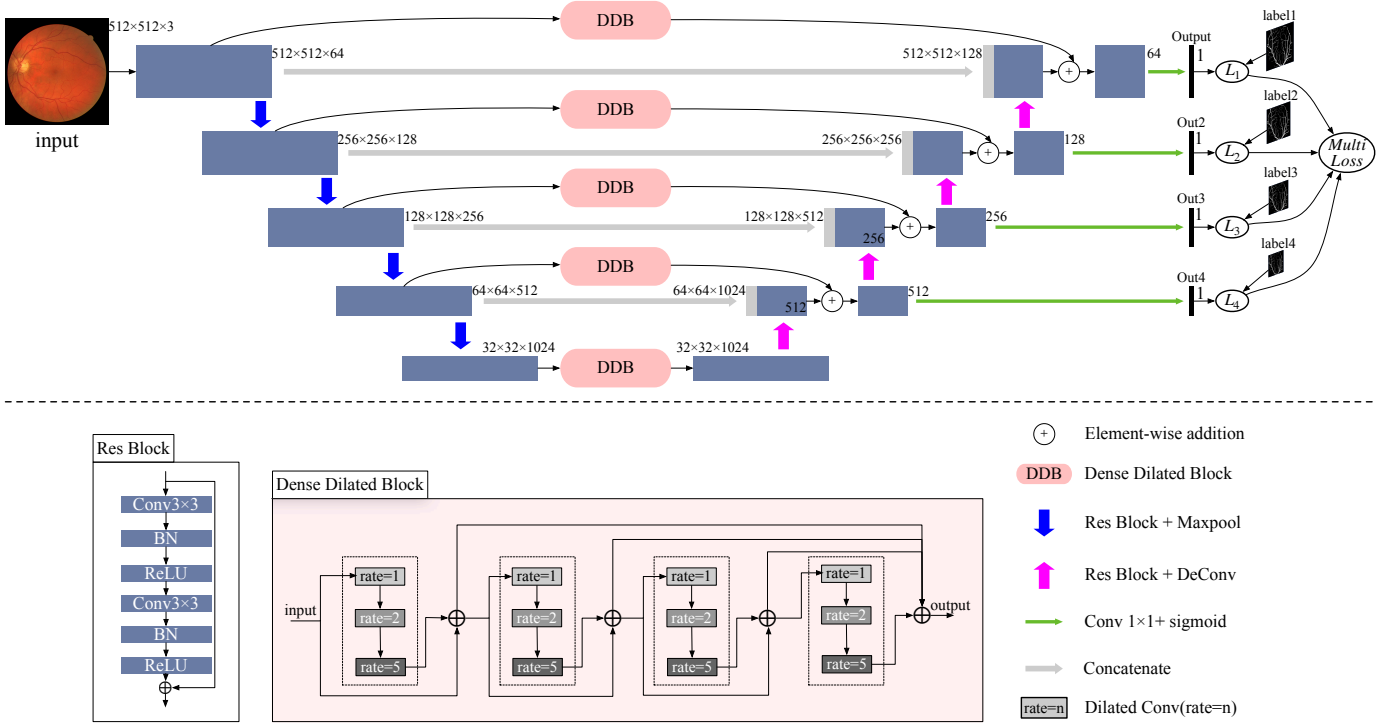 512×512×3
input
512×512×64
DDB
512×512×128
64
Output
1
L1
label1
256×256×128
DDB
256×256×256
128
Out2
1
L2
label2
Multi
Loss
128×128×256
DDB
128×128×512
256
256
Out3
1
L3
label3
64×64×512
DDB
64×64×1024
512
512
Out4
1
L4
label4
32×32×1024
DDB
32×32×1024
Res Block
Conv3×3
BN
ReLU
Conv3×3
BN
ReLU
Dense Dilated Block
input
rate=1
rate=2
rate=5
rate=1
rate=2
rate=5
rate=1
rate=2
rate=5
rate=1
rate=2
rate=5
output
+ Element-wise addition
DDB Dense Dilated Block
Res Block + Maxpool
Res Block + DeConv
Conv 1×1+ sigmoid
Concatenate
rate=n Dilated Conv(rate=n)